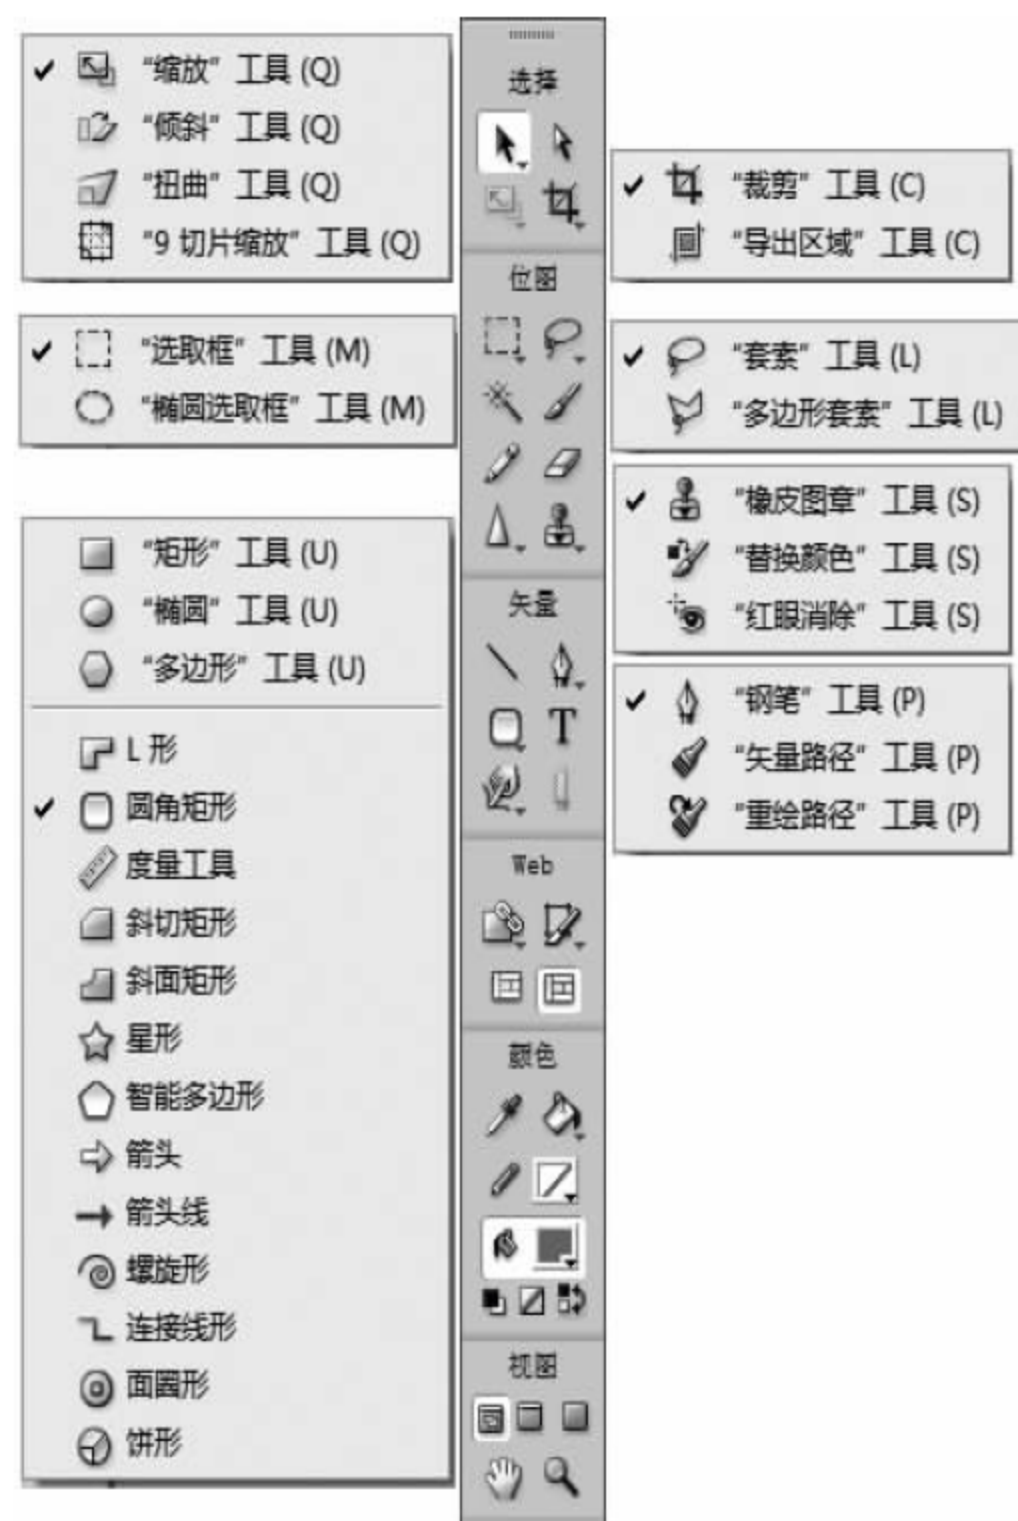 "缩放" 工具 (Q)
"倾斜" 工具 (Q)
"扭曲" 工具 (Q)
"9 切片缩放" 工具 (Q)
"选取框" 工具 (M)
"椭圆选取框" 工具 (M)
"矩形" 工具 (U)
"椭圆" 工具 (U)
"多边形" 工具 (U)
L 形
圆角矩形
度量工具
斜切矩形
斜面矩形
星形
智能多边形
箭头
箭头线
螺旋形
连接线形
面圆形
饼形
选择
位图
矢量
T
Web
颜色
视图
"裁剪" 工具 (C)
"导出区域" 工具 (C)
"套索" 工具 (L)
"多边形套索" 工具 (L)
"橡皮图章" 工具 (S)
"替换颜色" 工具 (S)
"红眼消除" 工具 (S)
"钢笔" 工具 (P)
"矢量路径" 工具 (P)
"重绘路径" 工具 (P)